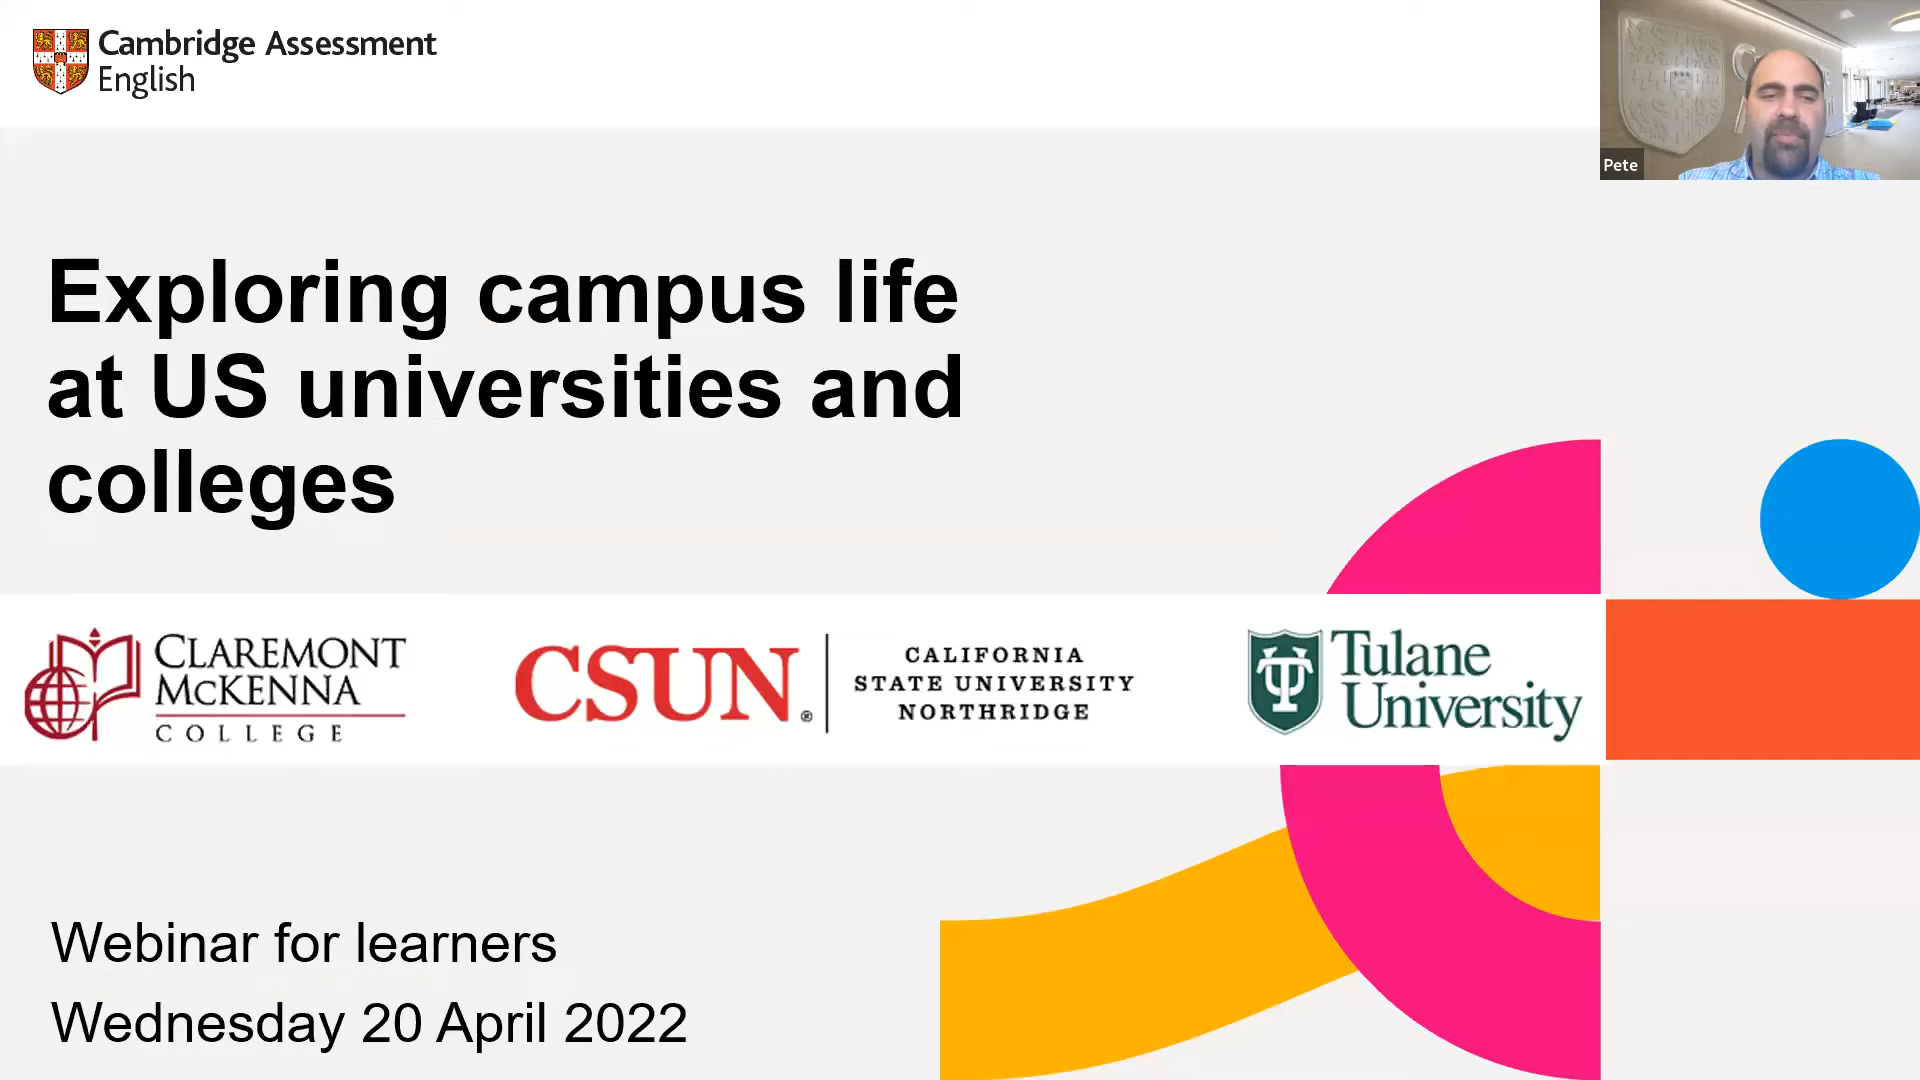 Cambridge Assessment
English
Pete
Exploring campus life
at US universities and
colleges
CLAREMONT
MCKENNA
COLLEGE
CSUN®
CALIFORNIA
STATE UNIVERSITY
NORTHRIDGE
Tulane
University
Webinar for learners
Wednesday 20 April 2022